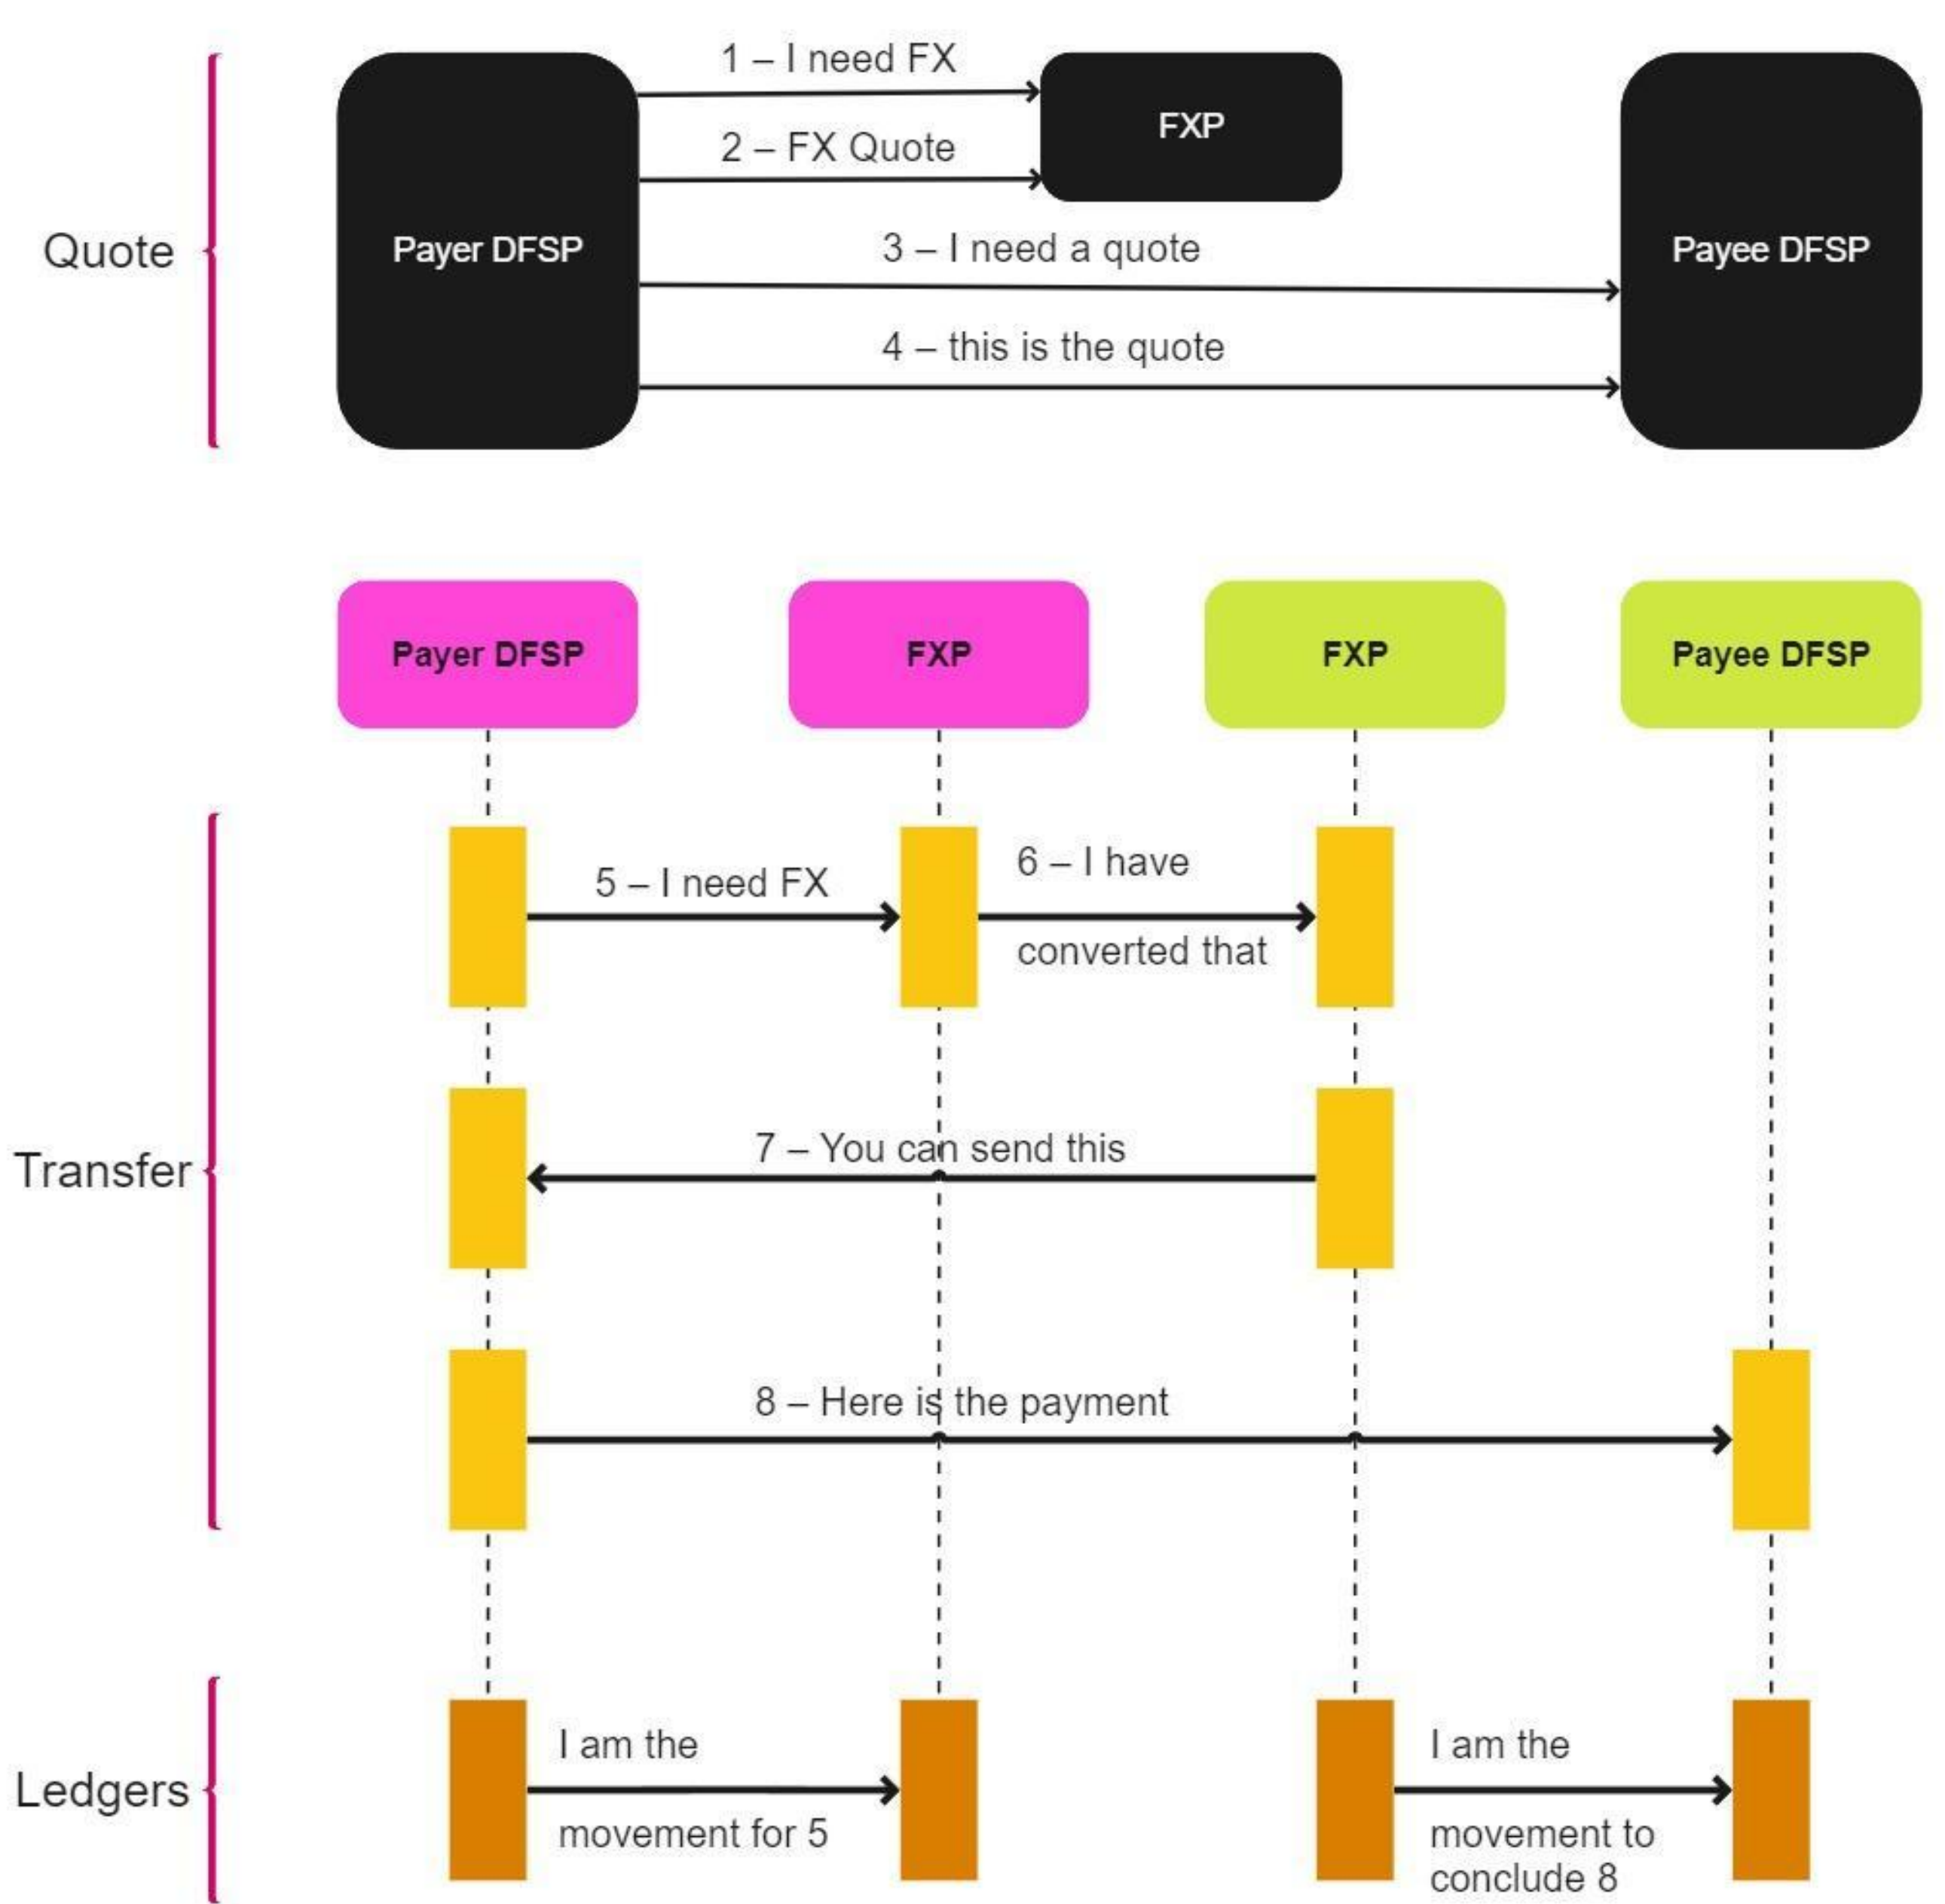 1 – I need FX
FXP
2 – FX Quote
Quote
Payer DFSP
3 – I need a quote
Payee DFSP
4 – this is the quote
Payer DFSP
FXP
FXP
Payee DFSP
Transfer
5 – I need FX
6 – I have
converted that
7 – You can send this
8 – Here is the payment
Ledgers
I am the
movement for 5
I am the
movement to
conclude 8